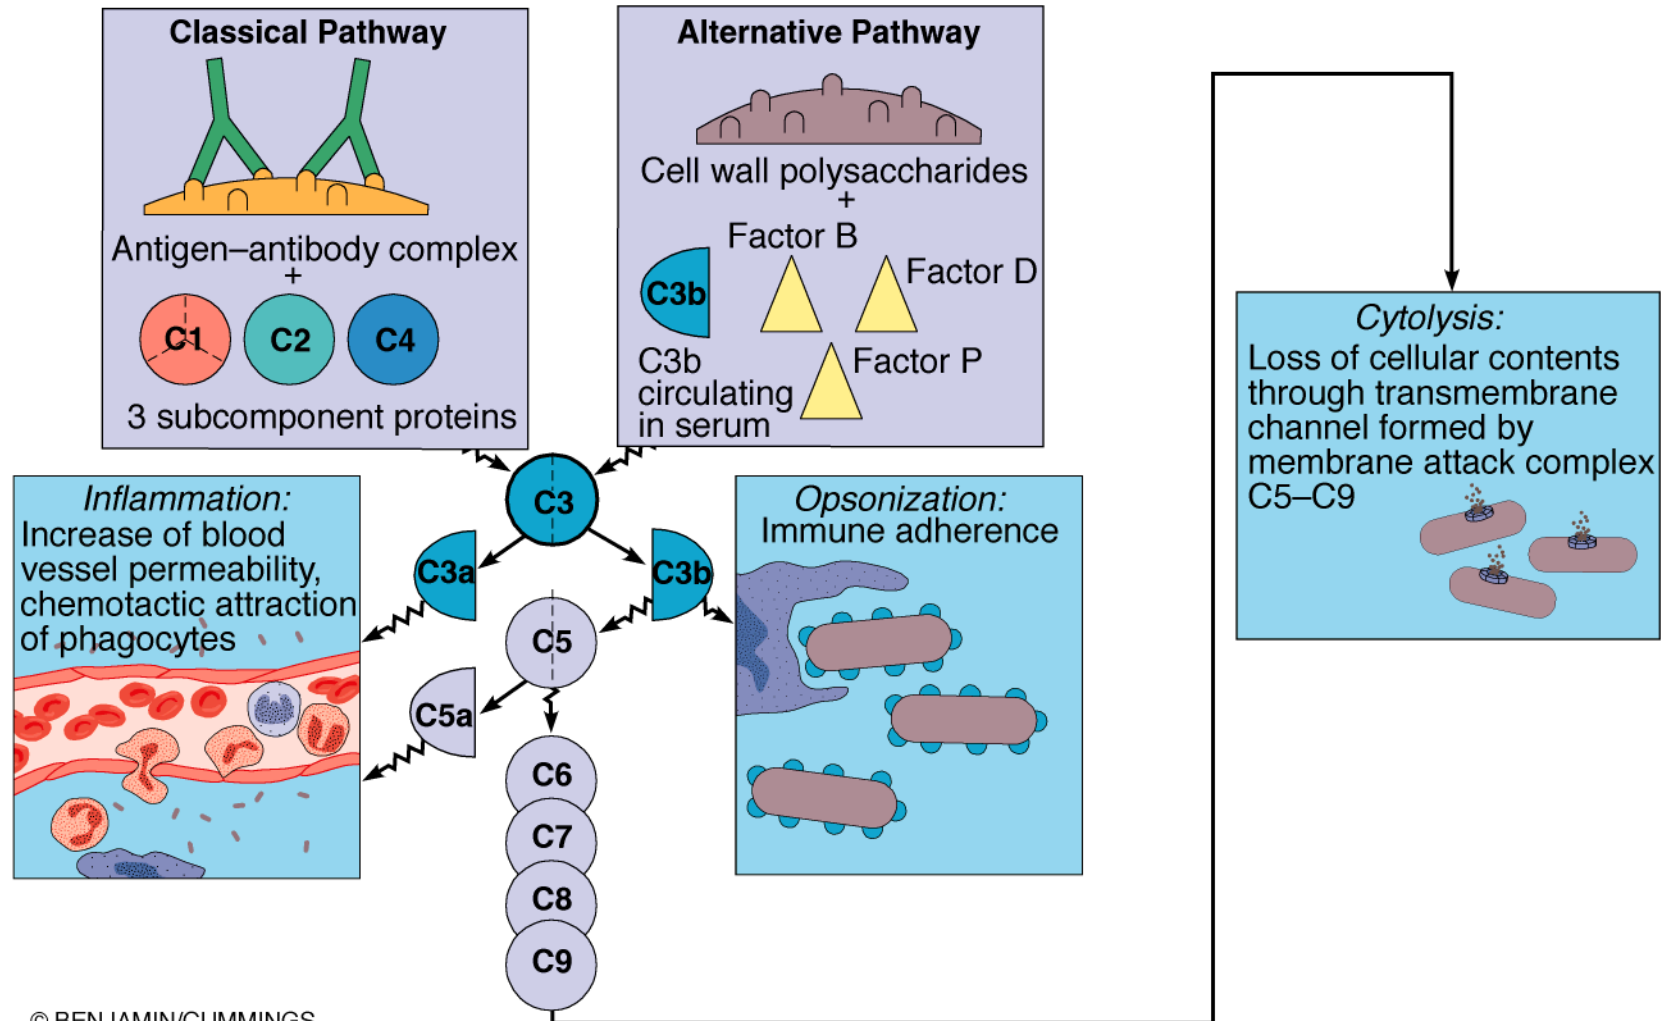 Classical Pathway
Antigen–antibody complex
+
C1
C2
C4
3 subcomponent proteins
Alternative Pathway
Cell wall polysaccharides
+
Factor B
Factor D
C3b
Factor P
C3b
circulating
in serum
C3
C3a
C3b
C5
C5a
C6
C7
C8
C9
Inflammation:
Increase of blood
vessel permeability,
chemotactic attraction
of phagocytes
Opsonization:
Immune adherence
Cytolysis:
Loss of cellular contents
through transmembrane
channel formed by
membrane attack complex
C5–C9
© BENJAMIN/CUMMINGS